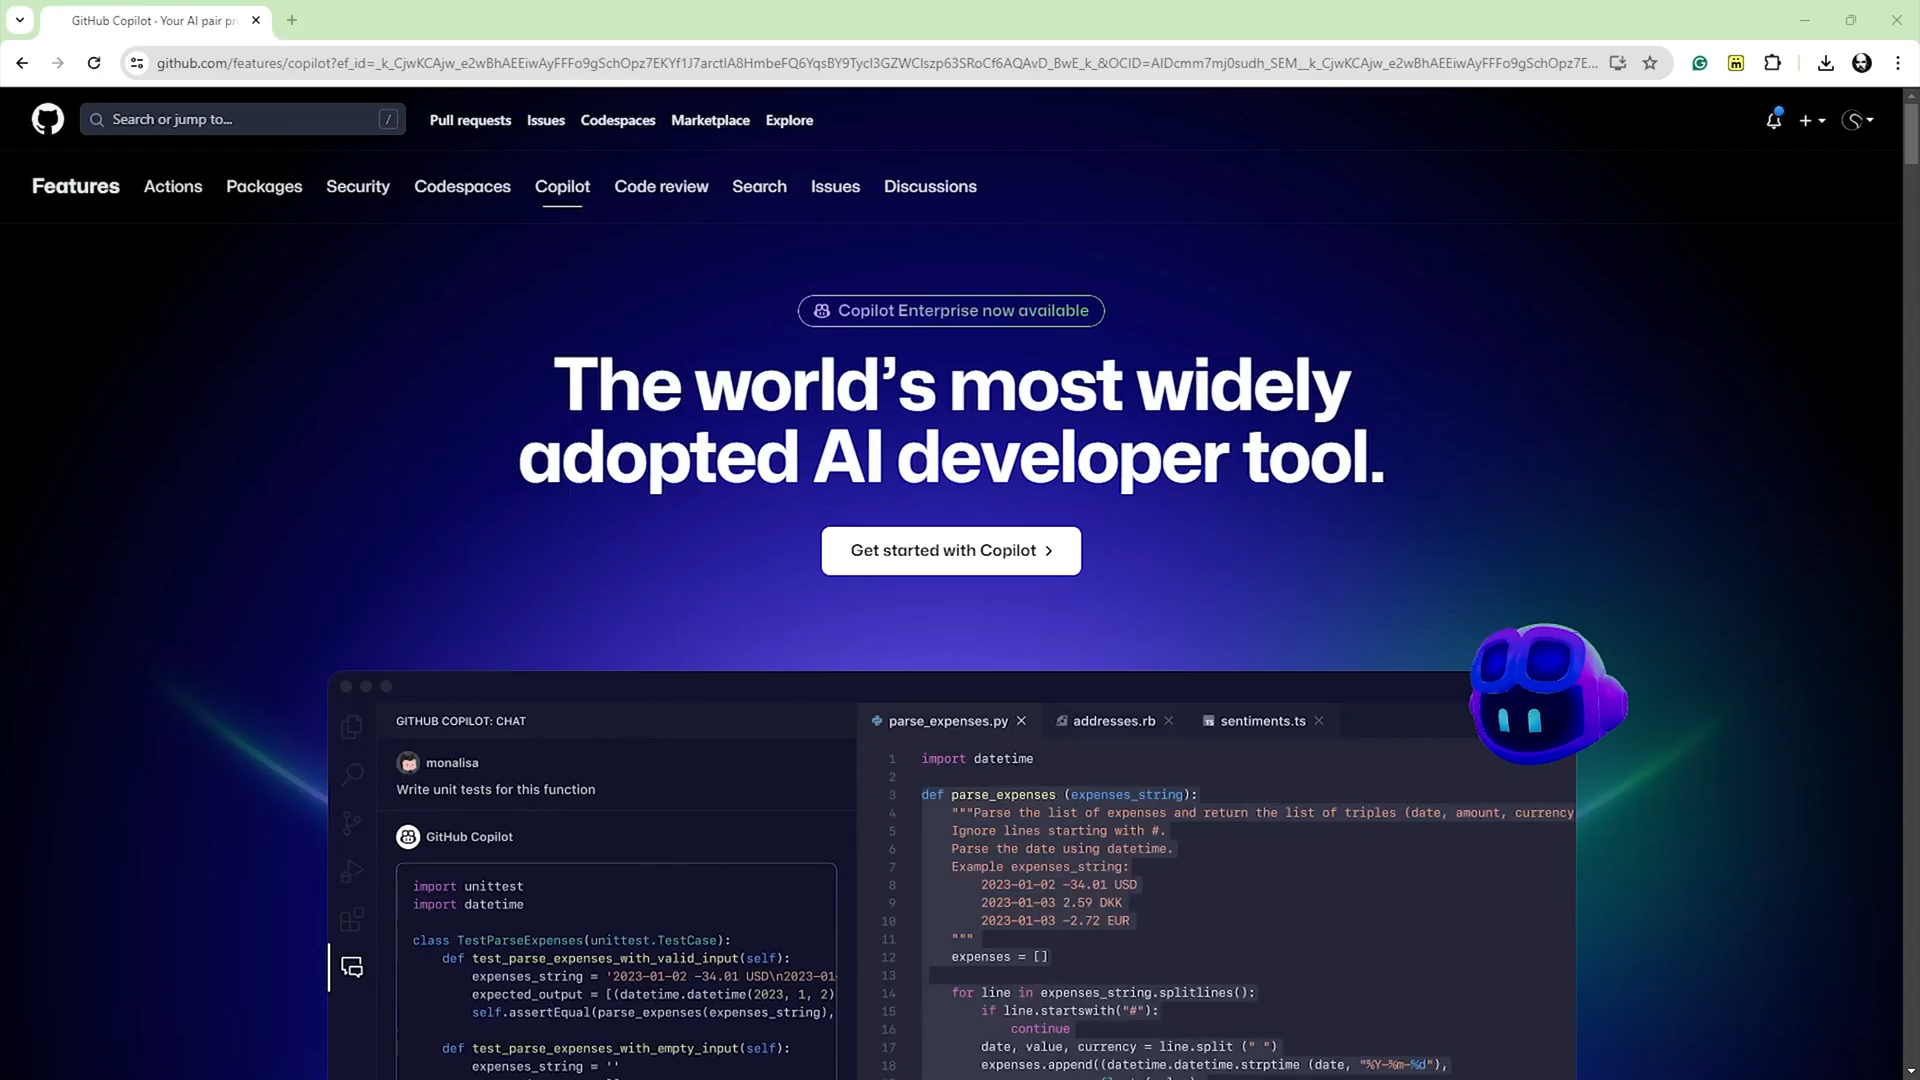 GitHub Copilot - Your AI pair pr
github.com/features/copilot?ef_id=_k_CjwKCAjw_e2wBhAEEiwAyFFFo9gSchOpz7EKYf1J7arctlA8HmbeFQ6YqsBY9Tycl3GZWClszp63SRoCf6AQAvD_BwE_k_&OCID=AIDcmm7mj0sudh_SEM__k_CjwKCAjw_e2wBhAEEiwAyFFFo9gSchOpz7E...
Search or jump to... /
Pull requests Issues Codespaces Marketplace Explore
Features Actions Packages Security Codespaces Copilot Code review Search Issues Discussions
Copilot Enterprise now available
The world’s most widely
adopted AI developer tool.
Get started with Copilot
GITHUB COPILOT: CHAT
monalisa
Write unit tests for this function
GitHub Copilot
import unittest
import datetime
class TestParseExpenses(unittest.TestCase):
def test_parse_expenses_with_valid_input(self):
expenses_string = '2023-01-02 -34.01 USD\n2023-01-
expected_output = [(datetime.datetime(2023, 1, 2)
self.assertEqual(parse_expenses(expenses_string),
def test_parse_expenses_with_empty_input(self):
expenses_string = ''
parse_expenses.py addresses.rb TS sentiments.ts
1 import datetime
2
3 def parse_expenses (expenses_string):
4 """Parse the list of expenses and return the list of triples (date, amount, currency
5 Ignore lines starting with #.
6 Parse the date using datetime.
7 Example expenses_string:
8 2023-01-02 -34.01 USD
9 2023-01-03 2.59 DKK
10 2023-01-03 -2.72 EUR
11 """
12 expenses = []
13
14 for line in expenses_string.splitlines():
15 if line.startswith("#"):
16 continue
17 date, value, currency = line.split (" ")
18 expenses.append((datetime.datetime.strptime (date, "%Y-%m-%d"),